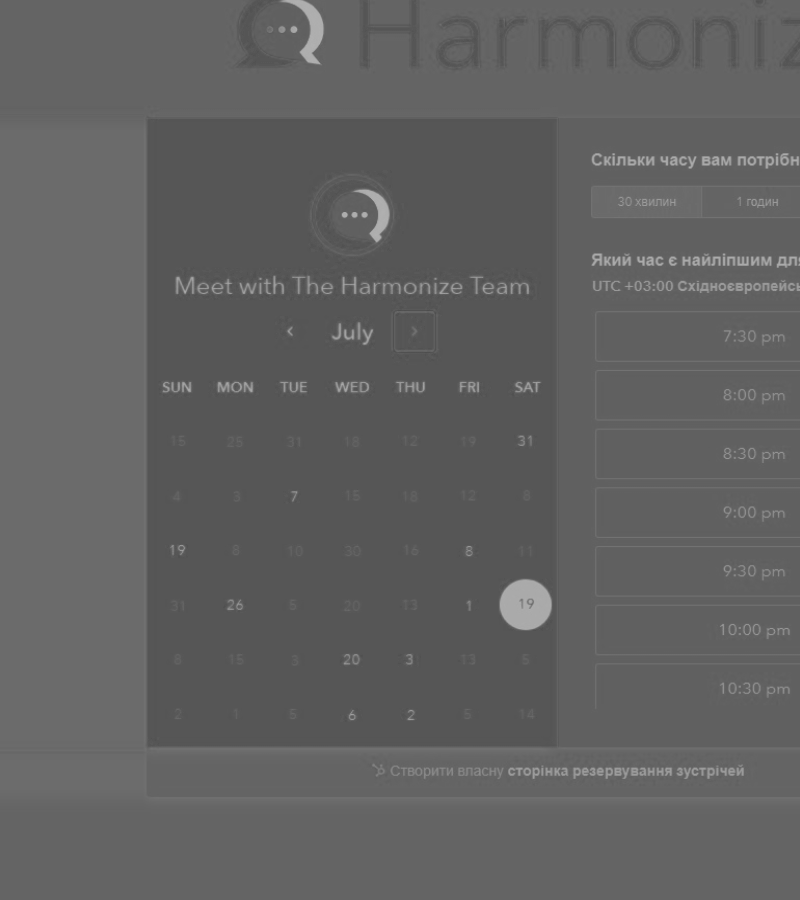 Harmoniz
Скільки часу вам потрібн
30 хвилин 1 годин
Meet with The Harmonize Team
July
Який час є найліпшим дл
UTC +03:00 Східноєвропейсь
SUN MON TUE WED THU FRI SAT
15 25 31 18 12 19 31
4 3 7 15 18 12 8
19 8 10 30 16 8 11
31 26 5 20 13 1 19
8 15 3 20 3 13 5
2 1 5 6 2 5 14
7:30 pm
8:00 pm
8:30 pm
9:00 pm
9:30 pm
10:00 pm
10:30 pm
Створити власну сторінка резервування зустрічей